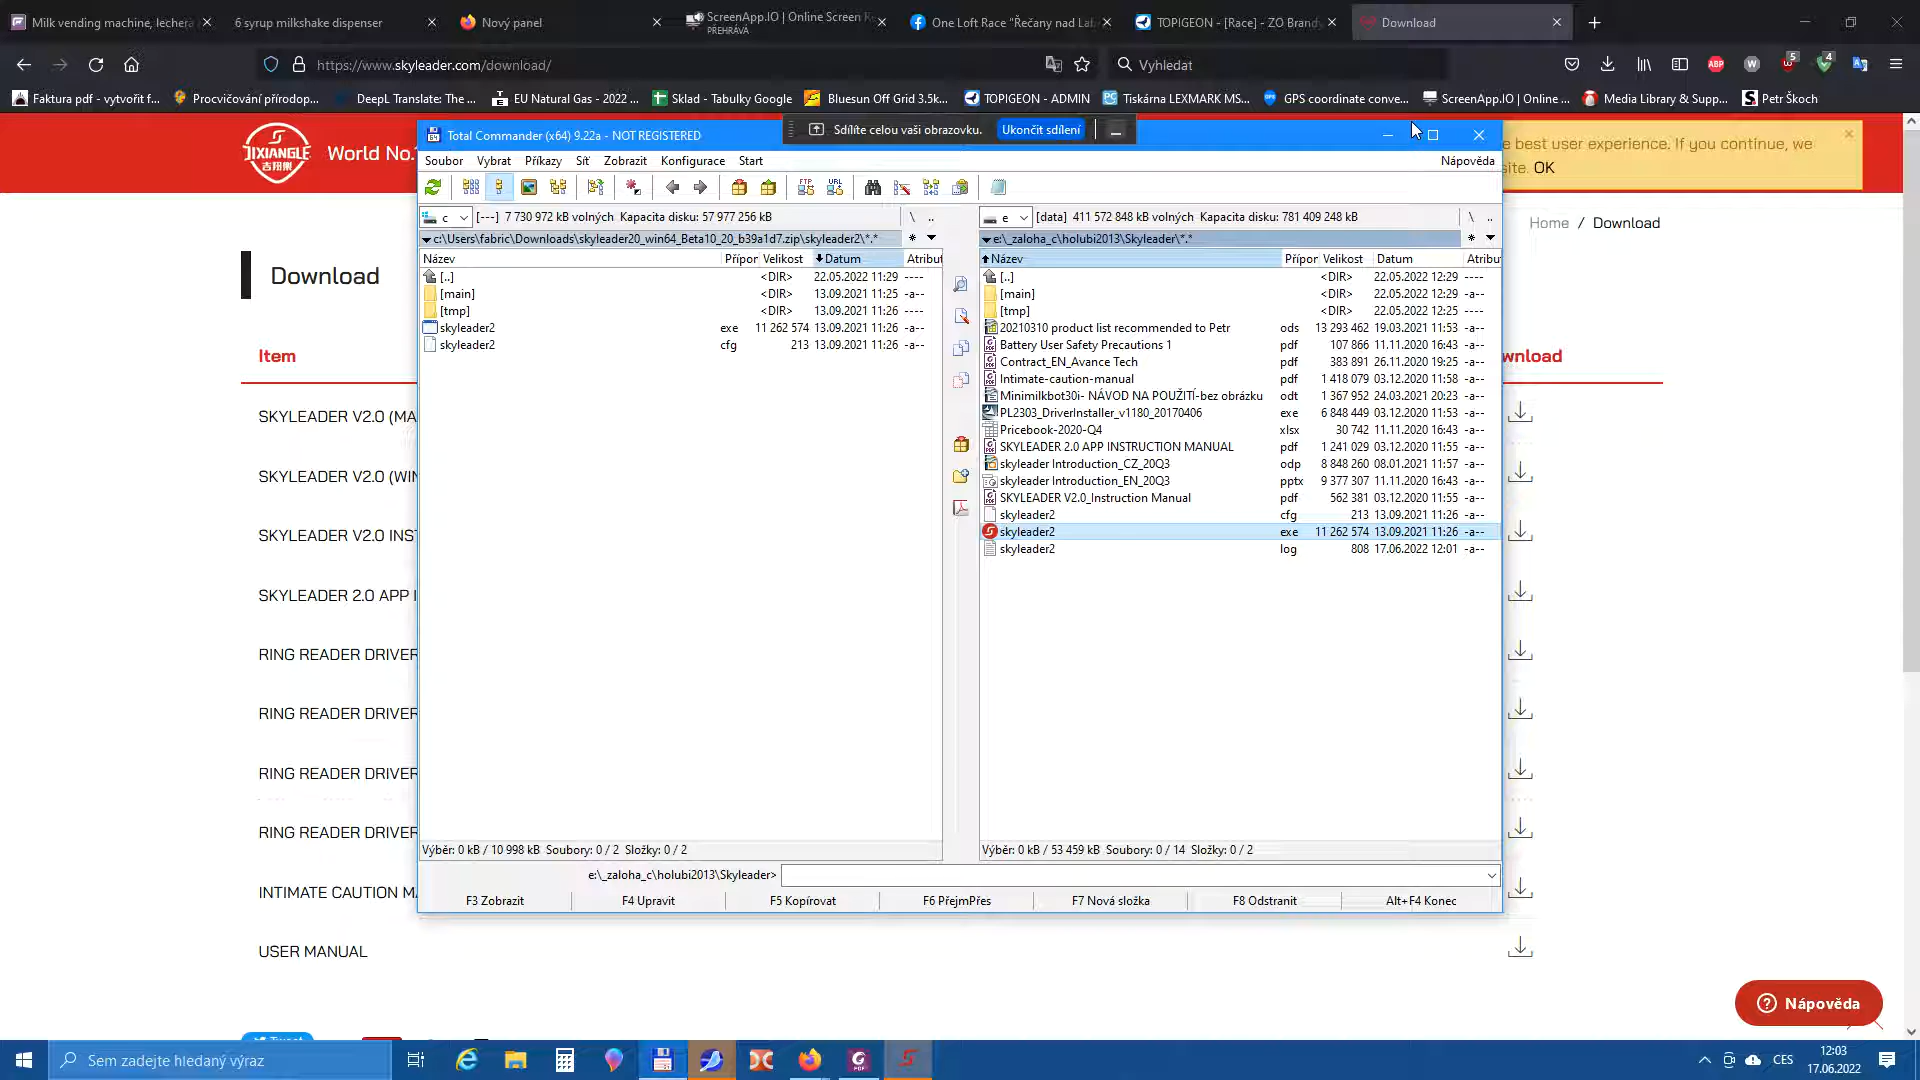 Milk vending machine, lechera
6 syrup milkshake dispenser
Nový panel
ScreenApp.IO | Online Screen Re
PŘEHRÁVÁ
One Loft Race "Řečany nad Lab
TOPIGEON - [Race] - ZO Brandy
Download
https://www.skyleader.com/download/
Vyhledat
ABP
W
5
4
Faktura pdf - vytvořit f...
Procvičování přírodop...
DeepL Translate: The ...
EU Natural Gas - 2022 ...
Sklad - Tabulky Google
Bluesun Off Grid 3.5k...
TOPIGEON - ADMIN
Tiskárna LEXMARK MS...
GPS coordinate conve...
ScreenApp.IO | Online ...
Media Library & Supp...
Petr Škoch
JIXIANGLE
吉翔樂
World No.1
Sdílíte celou vaši obrazovku.
Ukončit sdílení
e best user experience. If you continue, we
site. OK
Home / Download
Download
Item
wnload
SKYLEADER V2.0 (MA
SKYLEADER V2.0 (WIN
SKYLEADER V2.0 INST
SKYLEADER 2.0 APP I
RING READER DRIVER
RING READER DRIVER
RING READER DRIVER
RING READER DRIVER
INTIMATE CAUTION MA
USER MANUAL
Total Commander (x64) 9.22a - NOT REGISTERED
Soubor Vybrat Příkazy Síť Zobrazit Konfigurace Start Nápověda
FTP URL
c [---] 7 730 972 kB volných Kapacita disku: 57 977 256 kB \ ..
c:\Users\fabric\Downloads\skyleader20_win64_Beta10_20_b39a1d7.zip\skyleader2\*.* *
Název Přípor Velikost Datum Atribut
[..] <DIR> 22.05.2022 11:29 ----
[main] <DIR> 13.09.2021 11:25 -a--
[tmp] <DIR> 13.09.2021 11:26 -a--
skyleader2 exe 11 262 574 13.09.2021 11:26 -a--
skyleader2 cfg 213 13.09.2021 11:26 -a--
Výběr: 0 kB / 10 998 kB Soubory: 0 / 2 Složky: 0 / 2
e [data] 411 572 848 kB volných Kapacita disku: 781 409 248 kB \ ..
e:\_zaloha_c\holubi2013\Skyleader\*.* *
Název Přípor Velikost Datum Atribu
[..] <DIR> 22.05.2022 12:29 ----
[main] <DIR> 22.05.2022 12:29 -a--
[tmp] <DIR> 22.05.2022 12:25 -a--
20210310 product list recommended to Petr ods 13 293 462 19.03.2021 11:53 -a--
Battery User Safety Precautions 1 pdf 107 866 11.11.2020 16:43 -a--
Contract_EN_Avance Tech pdf 383 891 26.11.2020 19:25 -a--
Intimate-caution-manual pdf 1 418 079 03.12.2020 11:58 -a--
Minimilkbot30i- NÁVOD NA POUŽITÍ-bez obrázku odt 1 367 952 24.03.2021 20:23 -a--
PL2303_DriverInstaller_v1180_20170406 exe 6 848 449 03.12.2020 11:53 -a--
Pricebook-2020-Q4 xlsx 30 742 11.11.2020 16:43 -a--
SKYLEADER 2.0 APP INSTRUCTION MANUAL pdf 1 241 029 03.12.2020 11:55 -a--
skyleader Introduction_CZ_20Q3 odp 8 848 260 08.01.2021 11:57 -a--
skyleader Introduction_EN_20Q3 pptx 9 377 307 11.11.2020 16:43 -a--
SKYLEADER V2.0_Instruction Manual pdf 562 381 03.12.2020 11:55 -a--
skyleader2 cfg 213 13.09.2021 11:26 -a--
skyleader2 exe 11 262 574 13.09.2021 11:26 -a--
skyleader2 log 808 17.06.2022 12:01 -a--
Výběr: 0 kB / 53 459 kB Soubory: 0 / 14 Složky: 0 / 2
e:\_zaloha_c\holubi2013\Skyleader>
F3 Zobrazit F4 Upravit F5 Kopírovat F6 PřejmPřes F7 Nová složka F8 Odstranit Alt+F4 Konec
Nápověda
Sem zadejte hledaný výraz
CES
12:03
17.06.2022